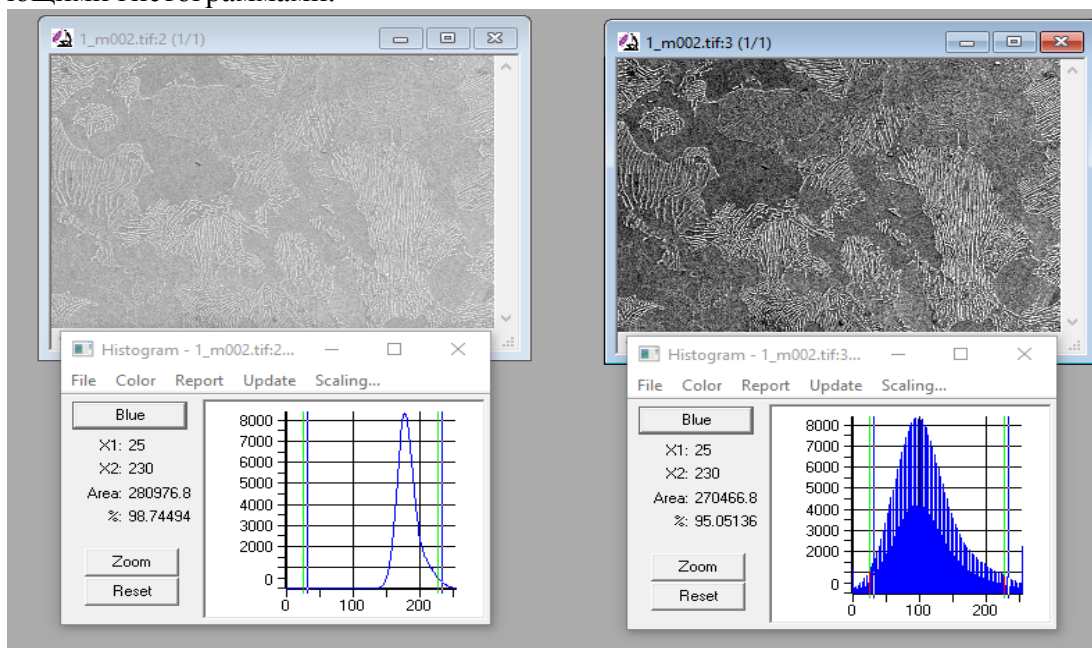 ющими гистограммами.
1_m002.tif:2 (1/1)
Histogram - 1_m002.tif:2...
File Color Report Update Scaling...
Blue
X1: 25
X2: 230
Area: 280976.8
%: 98.74494
Zoom
Reset
8000
7000
6000
5000
4000
3000
2000
0
0 100 200
1_m002.tif:3 (1/1)
Histogram - 1_m002.tif:3...
File Color Report Update Scaling...
Blue
X1: 25
X2: 230
Area: 270466.8
%: 95.05136
Zoom
Reset
8000
7000
6000
5000
4000
3000
2000
0
0 100 200